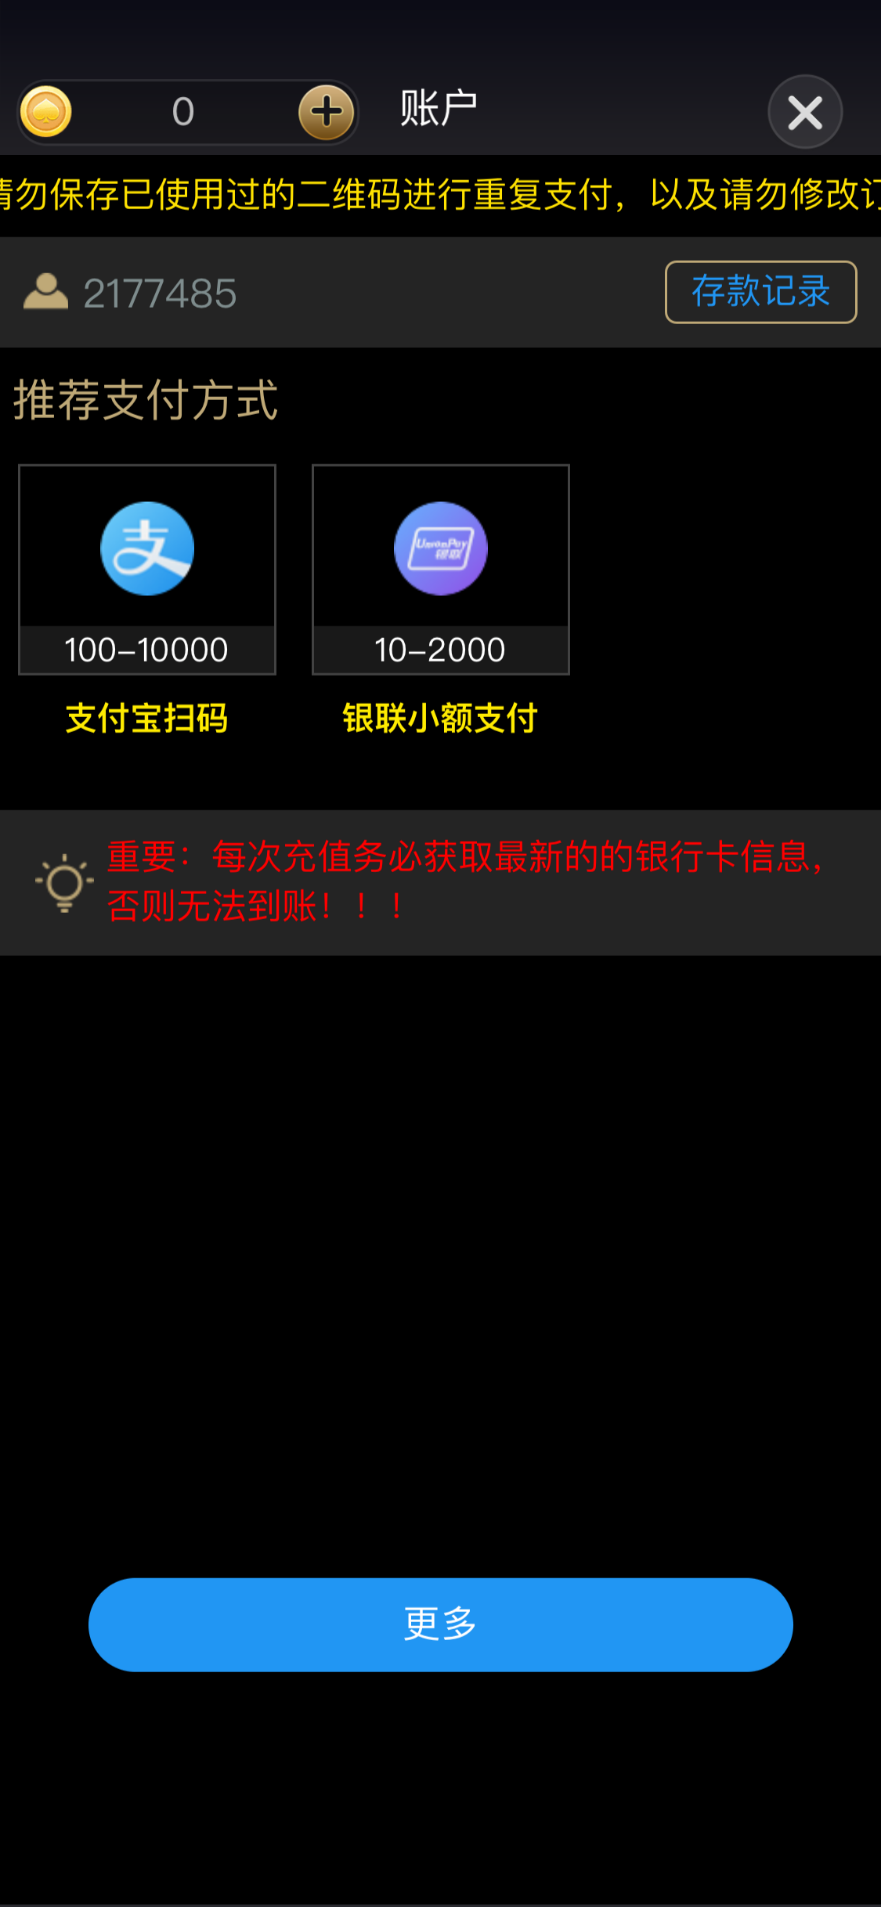 0
账户
请勿保存已使用过的二维码进行重复支付，以及请勿修改订
2177485
存款记录
推荐支付方式
支
UnionPay
银联
100-10000
10-2000
支付宝扫码
银联小额支付
重要：每次充值务必获取最新的的银行卡信息，
否则无法到账！！！
更多